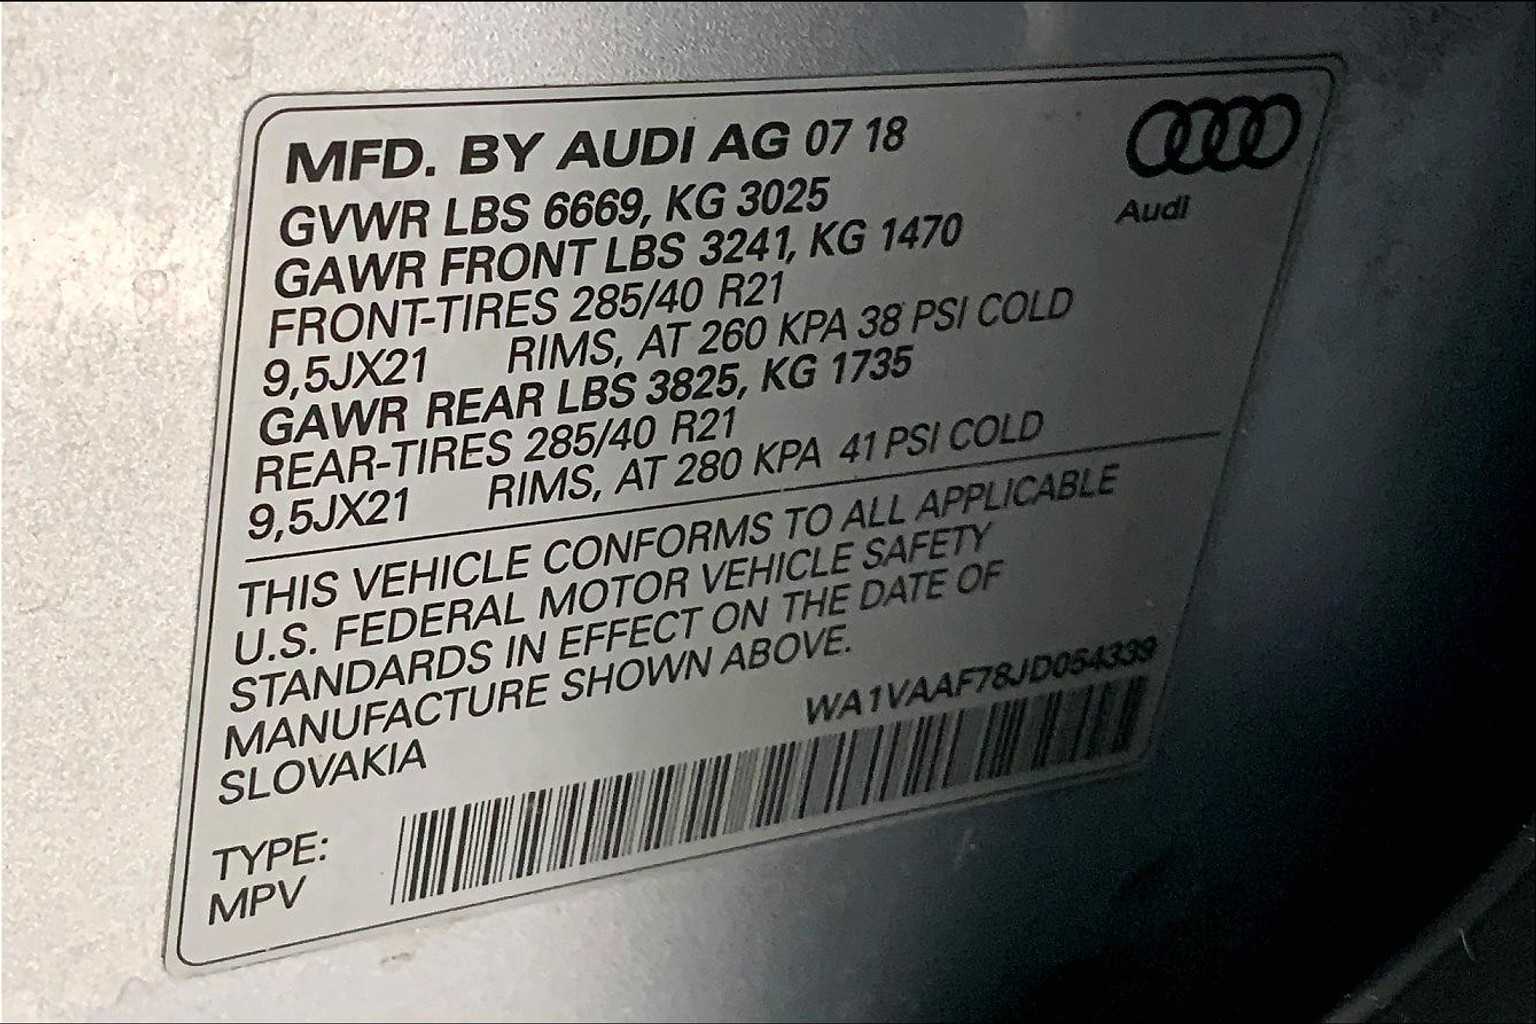 MFD. BY AUDI AG 07 18
Audi
GVWR LBS 6669, KG 3025
GAWR FRONT LBS 3241, KG 1470
FRONT-TIRES 285/40 R21
9,5JX21 RIMS, AT 260 KPA 38 PSI COLD
GAWR REAR LBS 3825, KG 1735
REAR-TIRES 285/40 R21
9,5JX21 RIMS, AT 280 KPA 41 PSI COLD
THIS VEHICLE CONFORMS TO ALL APPLICABLE
U.S. FEDERAL MOTOR VEHICLE SAFETY
STANDARDS IN EFFECT ON THE DATE OF
MANUFACTURE SHOWN ABOVE.
SLOVAKIA
WA1VAAF78JD054339
TYPE:
MPV